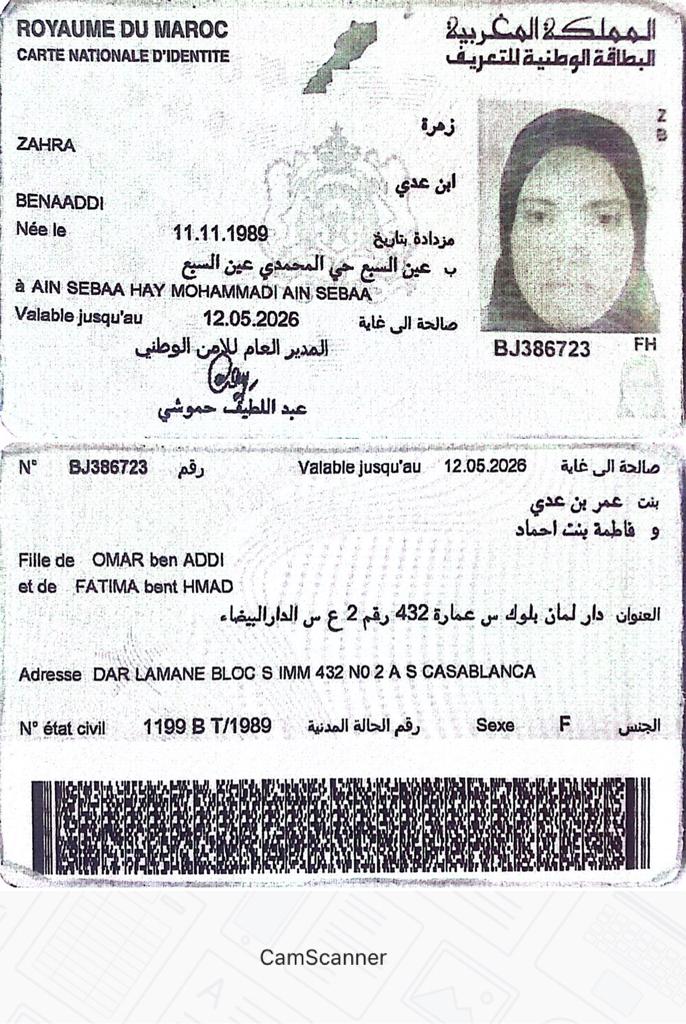 ROYAUME DU MAROC
المملكة المغربية
CARTE NATIONALE D'IDENTITE
البطاقة الوطنية للتعريف
زهرة
Z
B
ZAHRA
ابن عدي
BENAADDI
Née le 11.11.1989 مزدادة بتاريخ
ب عين السبع حي المحمدي عين السبع
à AIN SEBAA HAY MOHAMMADI AIN SEBAA
Valable jusqu'au 12.05.2026 صالحة الى غاية
المدير العام للأمن الوطني
عبد اللطيف حموشي
BJ386723 FH
N° BJ386723 رقم Valable jusqu'au 12.05.2026 صالحة الى غاية
بنت عمر بن عدي
و فاطمة بنت احماد
Fille de OMAR ben ADDI
et de FATIMA bent HMAD
العنوان دار لمان بلوك س عمارة 432 رقم 2 ع س الدارالبيضاء
Adresse DAR LAMANE BLOC S IMM 432 N0 2 A S CASABLANCA
N° état civil 1199 B T/1989 رقم الحالة المدنية Sexe F الجنس
CamScanner